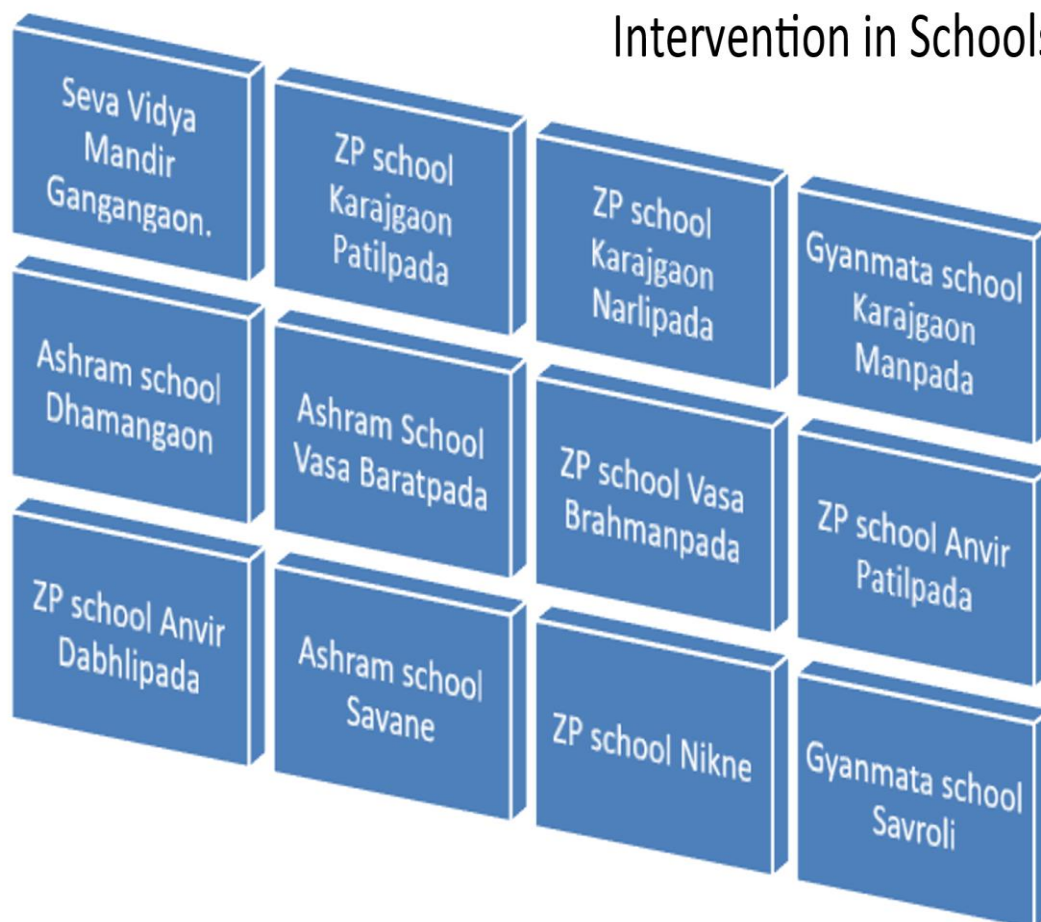 Intervention in Schools
Seva Vidya
Mandir
Gangangaon.
ZP school
Karajgaon
Patilpada
ZP school
Karajgaon
Narlipada
Gyanmata school
Karajgaon
Manpada
Ashram school
Dhamangaon
Ashram School
Vasa Baratpada
ZP school Vasa
Brahmanpada
ZP school Anvir
Patilpada
ZP school Anvir
Dabhlipada
Ashram school
Savane
ZP school Nikne
Gyanmata school
Savroli